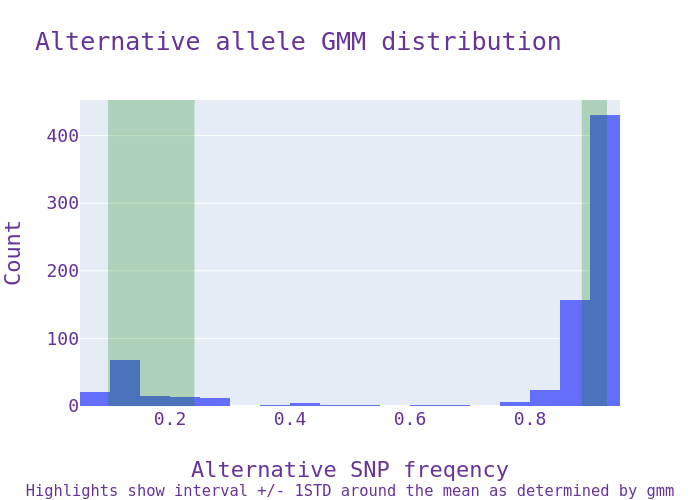 Alternative allele GMM distribution
Count
400
300
200
100
0
0.2 0.4 0.6 0.8
Alternative SNP freqency
Highlights show interval +/- 1STD around the mean as determined by gmm